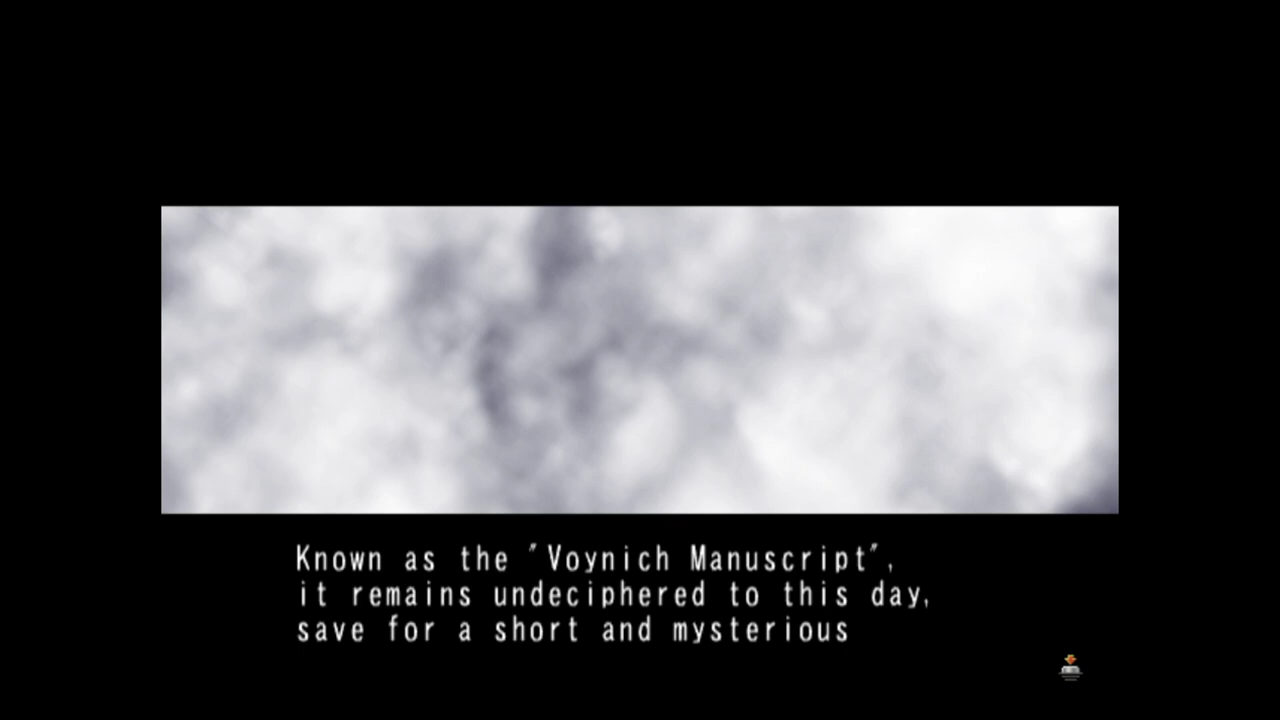 Known as the "Voynich Manuscript",
it remains undeciphered to this day,
save for a short and mysterious